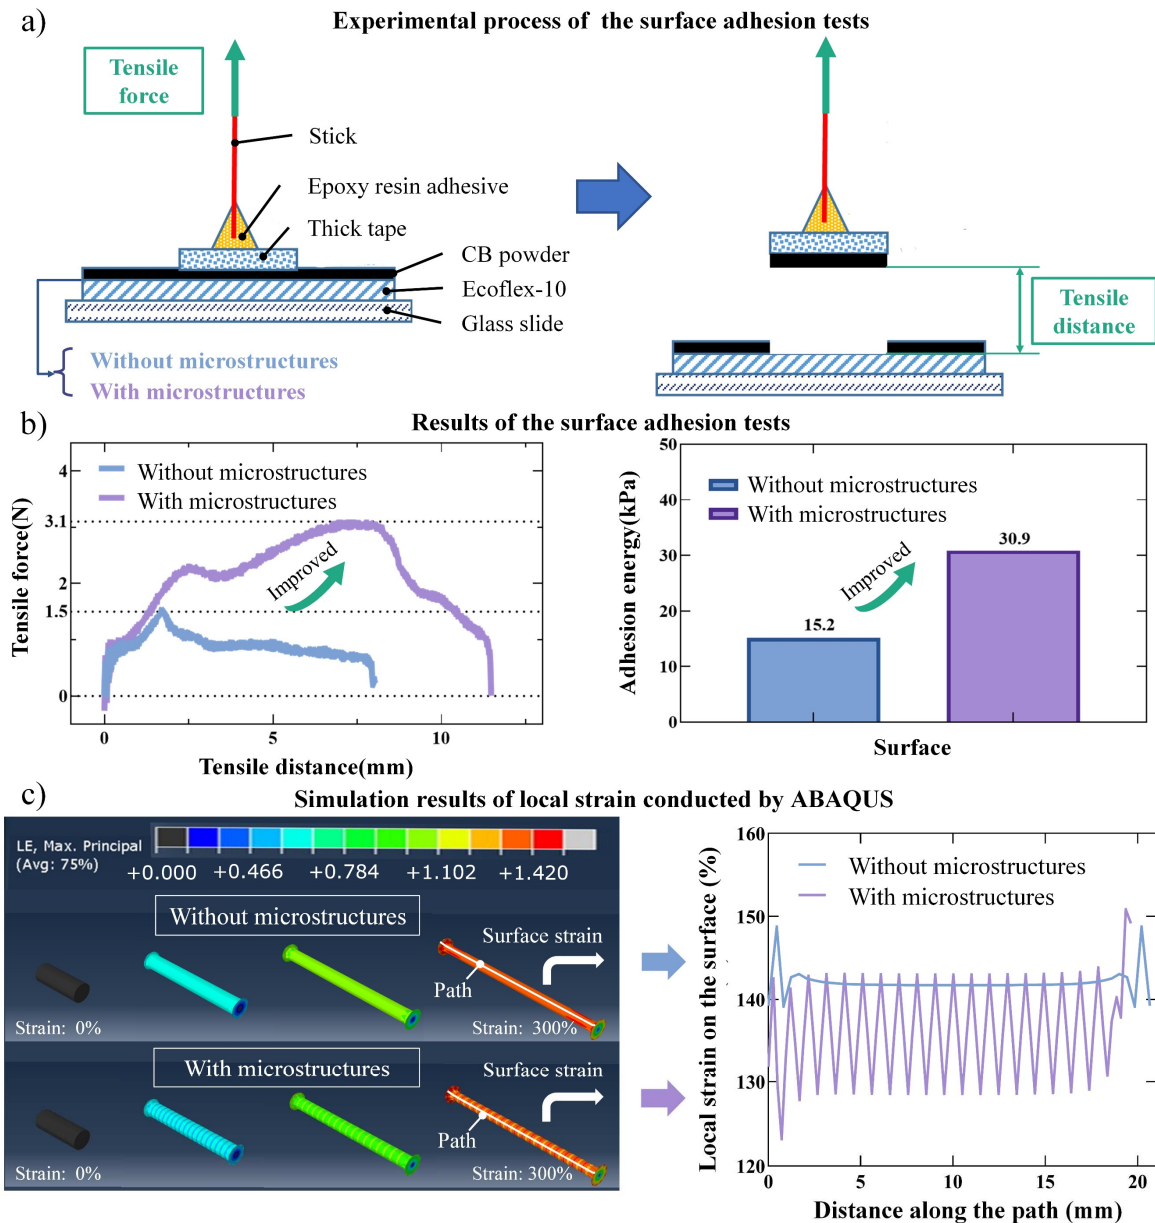 a)
Experimental process of the surface adhesion tests
Tensile
force
Stick
Epoxy resin adhesive
Thick tape
CB powder
Ecoflex-10
Glass slide
Without microstructures
With microstructures
Tensile
distance
b)
Results of the surface adhesion tests
Tensile force(N)
4
3.1
2
1.5
0
Without microstructures
With microstructures
Improved
0
5
10
Tensile distance(mm)
Adhesion energy(kPa)
50
40
30
20
10
0
Without microstructures
With microstructures
Improved
15.2
30.9
Surface
c)
Simulation results of local strain conducted by ABAQUS
LE, Max. Principal
(Avg: 75%)
+0.000
+0.466
+0.784
+1.102
+1.420
Without microstructures
Surface strain
Path
Strain: 0%
Strain: 300%
With microstructures
Surface strain
Path
Strain: 0%
Strain: 300%
Local strain on the surface (%)
160
150
140
130
120
Without microstructures
With microstructures
0
5
10
15
20
Distance along the path (mm)